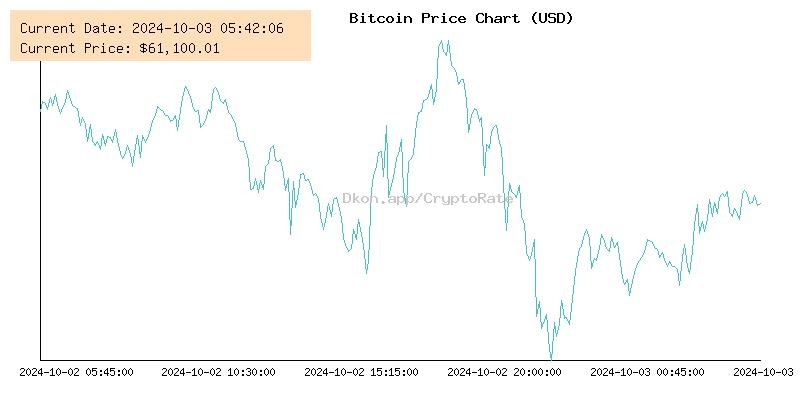 Bitcoin Price Chart (USD)
Current Date: 2024-10-03 05:42:06
Current Price: $61,100.01
Dkon.app/CryptoRate
2024-10-02 05:45:00 2024-10-02 10:30:00 2024-10-02 15:15:00 2024-10-02 20:00:00 2024-10-03 00:45:00 2024-10-03